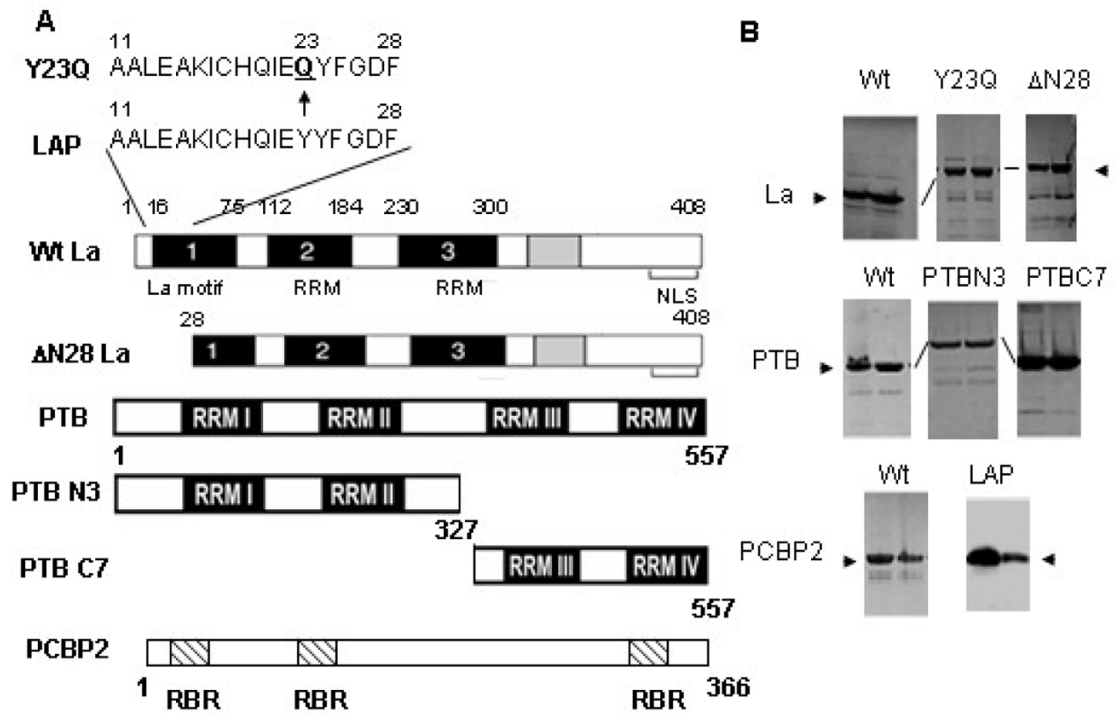 A
11 23 28
Y23Q AALEAKICHQIEQYFGDF
11 28
LAP AALEAKICHQIEYYFGDF
1 16 75 112 184 230 300 408
Wt La 1 2 3
La motif RRM RRM NLS
28 408
ΔN28 La 1 2 3
PTB RRM I RRM II RRM III RRM IV
1 557
PTB N3 RRM I RRM II
327
PTB C7 RRM III RRM IV
557
PCBP2
1 RBR RBR RBR 366
B
Wt Y23Q ΔN28
La
Wt PTBN3 PTBC7
PTB
Wt LAP
PCBP2